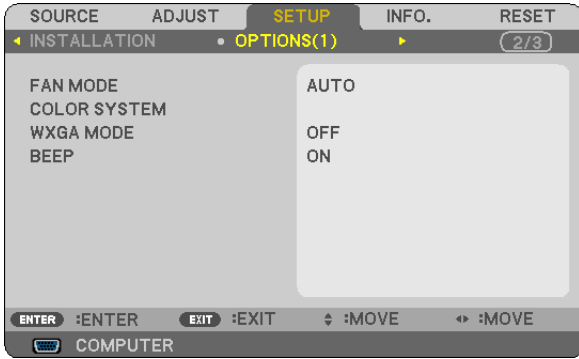 SOURCE ADJUST SETUP INFO. RESET
INSTALLATION • OPTIONS(1) 2/3
FAN MODE AUTO
COLOR SYSTEM
WXGA MODE OFF
BEEP ON
ENTER :ENTER EXIT :EXIT :MOVE :MOVE
COMPUTER